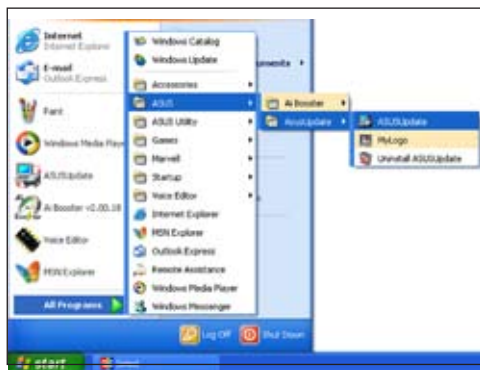 Internet
Internet Explorer
E-mail
Outlook Express
Paint
Windows Media Play
ASUSUpdate
Ai Booster v2.00.18
Voice Editor
MSN Explorer
All Programs
Windows Catalog
Windows Update
Accessories
ASUS
ASUS Utility
Games
Marvell
Startup
Voice Editor
Internet Explorer
MSN Explorer
Outlook Express
Remote Assistance
Windows Media Player
Windows Messenger
uments
Ai Booster
AsusUpdate
ASUSUpdate
MyLogo
Uninstall ASUSUpdate
Log Off
Shut Down
start